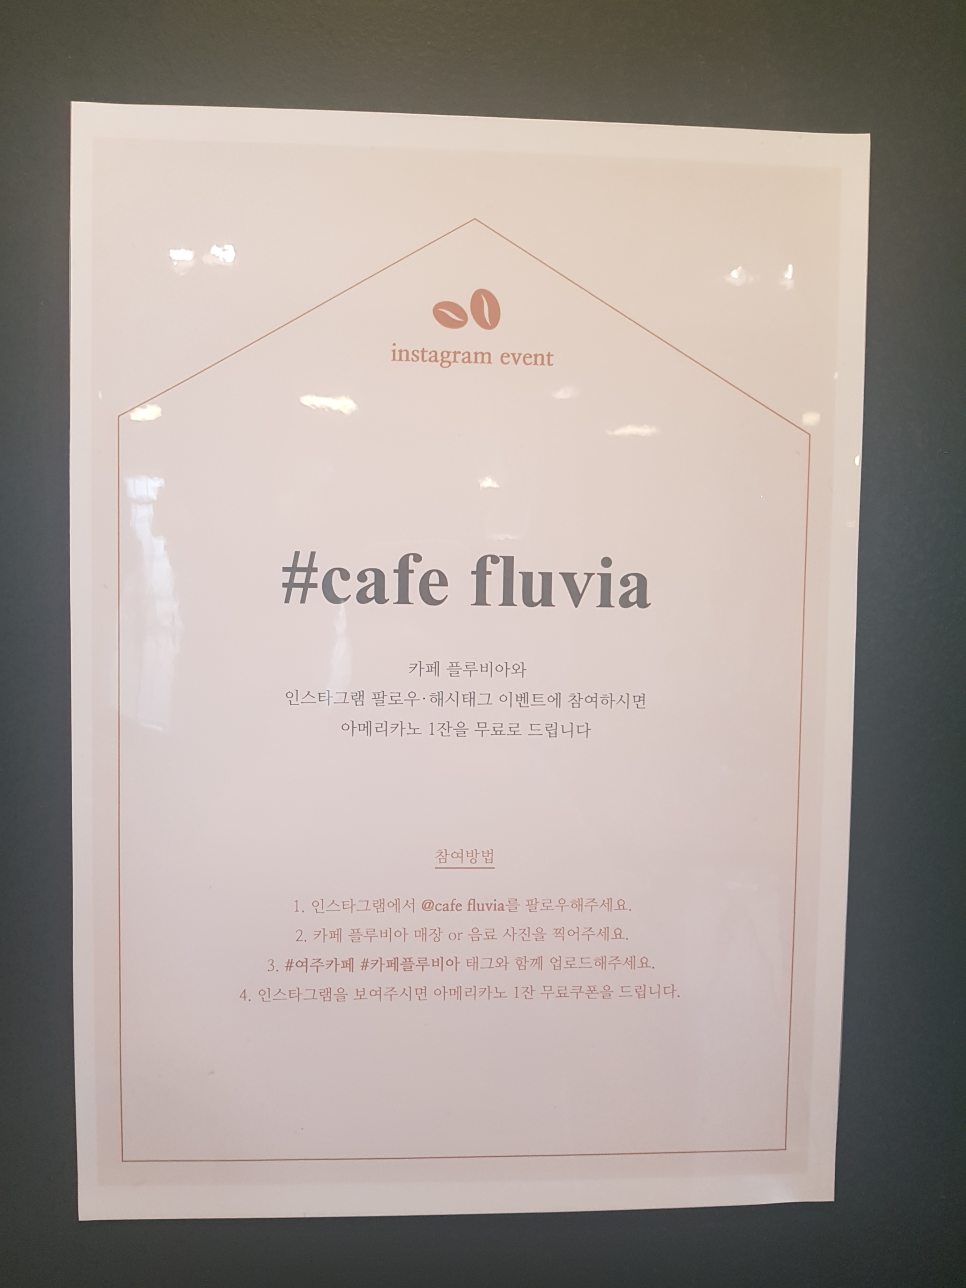 instagram event
#cafe fluvia
카페 플루비아와
인스타그램 팔로우·해시태그 이벤트에 참여하시면
아메리카노 1잔을 무료로 드립니다
참여방법
1. 인스타그램에서 @cafe fluvia를 팔로우해주세요.
2. 카페 플루비아 매장 or 음료 사진을 찍어주세요.
3. #여주카페 #카페플루비아 태그와 함께 업로드해주세요.
4. 인스타그램을 보여주시면 아메리카노 1잔 무료쿠폰을 드립니다.